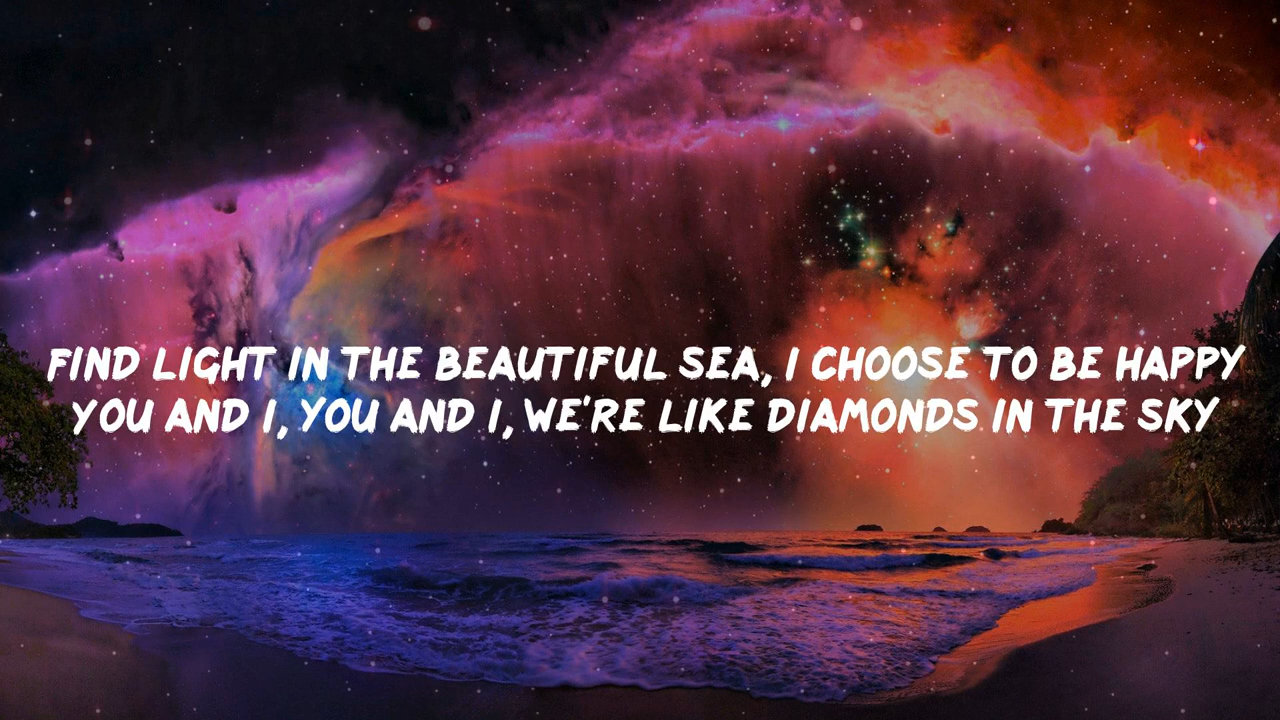 FIND LIGHT IN THE BEAUTIFUL SEA, I CHOOSE TO BE HAPPY
YOU AND I, YOU AND I, WE'RE LIKE DIAMONDS IN THE SKY